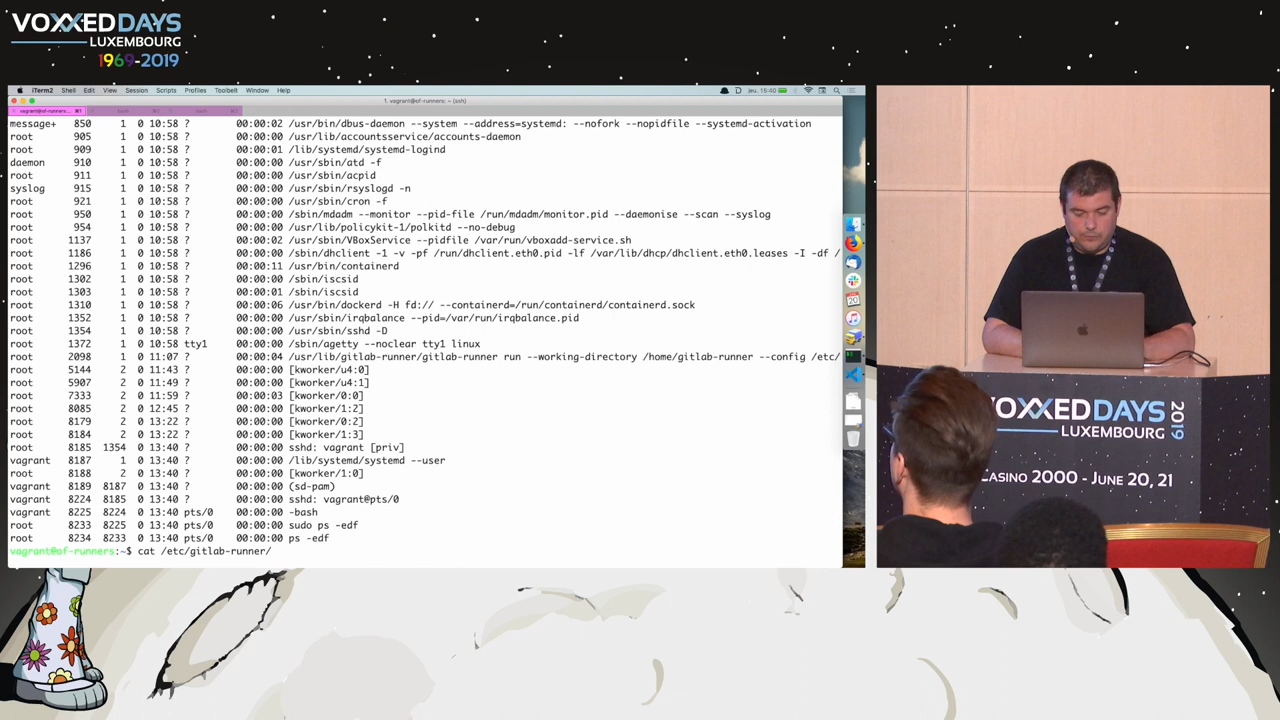 VOXXED DAYS
LUXEMBOURG
1969-2019
iTerm2 Shell Edit View Session Scripts Profiles Toolbelt Window Help
jeu. 15:40
1. vagrant@of-runners: ~ (ssh)
vagrant@of-runners:... ⌘1
message+ 850 1 0 10:58 ? 00:00:02 /usr/bin/dbus-daemon --system --address=systemd: --nofork --nopidfile --systemd-activation
root 905 1 0 10:58 ? 00:00:00 /usr/lib/accountsservice/accounts-daemon
root 909 1 0 10:58 ? 00:00:01 /lib/systemd/systemd-logind
daemon 910 1 0 10:58 ? 00:00:00 /usr/sbin/atd -f
root 911 1 0 10:58 ? 00:00:00 /usr/sbin/acpid
syslog 915 1 0 10:58 ? 00:00:00 /usr/sbin/rsyslogd -n
root 921 1 0 10:58 ? 00:00:00 /usr/sbin/cron -f
root 950 1 0 10:58 ? 00:00:00 /sbin/mdadm --monitor --pid-file /run/mdadm/monitor.pid --daemonise --scan --syslog
root 954 1 0 10:58 ? 00:00:00 /usr/lib/policykit-1/polkitd --no-debug
root 1137 1 0 10:58 ? 00:00:02 /usr/sbin/VBoxService --pidfile /var/run/vboxadd-service.sh
root 1186 1 0 10:58 ? 00:00:00 /sbin/dhclient -1 -v -pf /run/dhclient.eth0.pid -lf /var/lib/dhcp/dhclient.eth0.leases -I -df /
root 1296 1 0 10:58 ? 00:00:11 /usr/bin/containerd
root 1302 1 0 10:58 ? 00:00:00 /sbin/iscsid
root 1303 1 0 10:58 ? 00:00:01 /sbin/iscsid
root 1310 1 0 10:58 ? 00:00:06 /usr/bin/dockerd -H fd:// --containerd=/run/containerd/containerd.sock
root 1352 1 0 10:58 ? 00:00:00 /usr/sbin/irqbalance --pid=/var/run/irqbalance.pid
root 1354 1 0 10:58 ? 00:00:00 /usr/sbin/sshd -D
root 1372 1 0 10:58 tty1 00:00:00 /sbin/agetty --noclear tty1 linux
root 2098 1 0 11:07 ? 00:00:04 /usr/lib/gitlab-runner/gitlab-runner run --working-directory /home/gitlab-runner --config /etc/
root 5144 2 0 11:43 ? 00:00:00 [kworker/u4:0]
root 5907 2 0 11:49 ? 00:00:00 [kworker/u4:1]
root 7333 2 0 11:59 ? 00:00:03 [kworker/0:0]
root 8085 2 0 12:45 ? 00:00:00 [kworker/1:2]
root 8179 2 0 13:22 ? 00:00:00 [kworker/0:2]
root 8184 2 0 13:22 ? 00:00:00 [kworker/1:3]
root 8185 1354 0 13:40 ? 00:00:00 sshd: vagrant [priv]
vagrant 8187 1 0 13:40 ? 00:00:00 /lib/systemd/systemd --user
root 8188 2 0 13:40 ? 00:00:00 [kworker/1:0]
vagrant 8189 8187 0 13:40 ? 00:00:00 (sd-pam)
vagrant 8224 8185 0 13:40 ? 00:00:00 sshd: vagrant@pts/0
vagrant 8225 8224 0 13:40 pts/0 00:00:00 -bash
root 8233 8225 0 13:40 pts/0 00:00:00 sudo ps -edf
root 8234 8233 0 13:40 pts/0 00:00:00 ps -edf
vagrant@of-runners:~$ cat /etc/gitlab-runner/
20
VOXXED DAYS 2019
LUXEMBOURG
CASINO 2000 - JUNE 20, 21